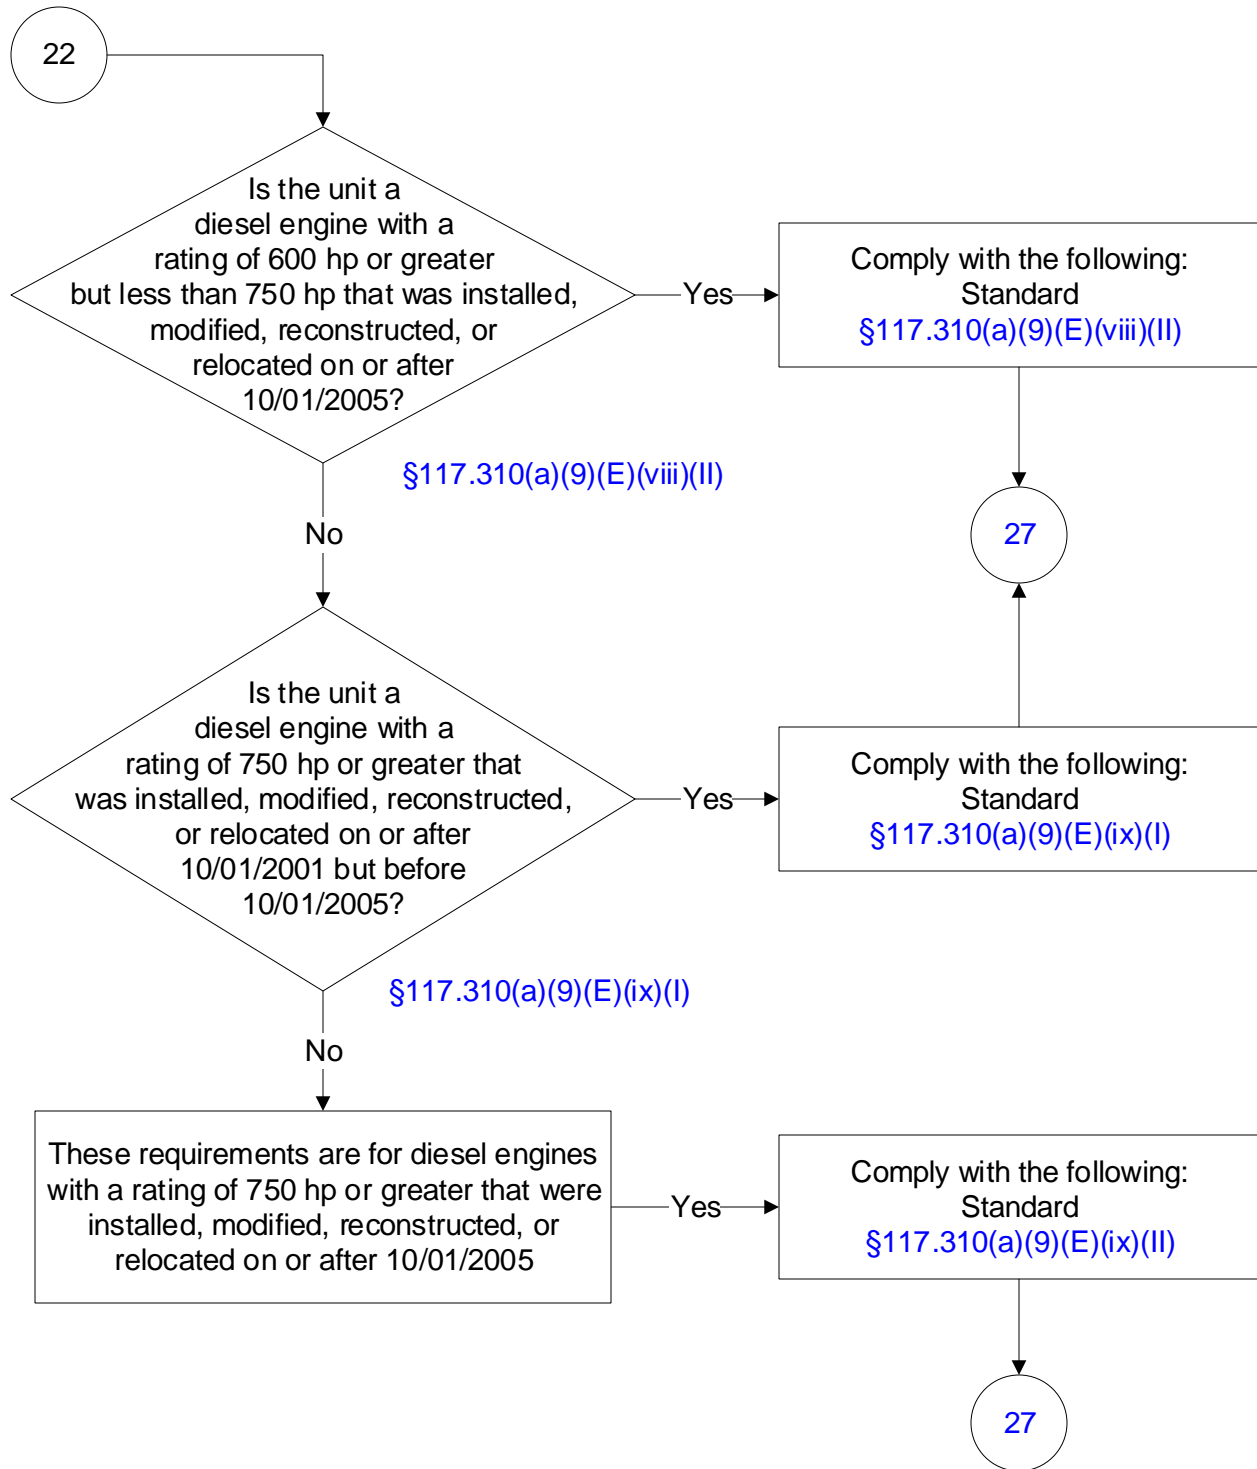 22
Is the unit a
diesel engine with a
rating of 600 hp or greater
but less than 750 hp that was installed,
modified, reconstructed, or
relocated on or after
10/01/2005?
Yes
Comply with the following:
Standard
§117.310(a)(9)(E)(viii)(II)
§117.310(a)(9)(E)(viii)(II)
No
27
Is the unit a
diesel engine with a
rating of 750 hp or greater that
was installed, modified, reconstructed,
or relocated on or after
10/01/2001 but before
10/01/2005?
Yes
Comply with the following:
Standard
§117.310(a)(9)(E)(ix)(I)
§117.310(a)(9)(E)(ix)(I)
No
These requirements are for diesel engines
with a rating of 750 hp or greater that were
installed, modified, reconstructed, or
relocated on or after 10/01/2005
Yes
Comply with the following:
Standard
§117.310(a)(9)(E)(ix)(II)
27